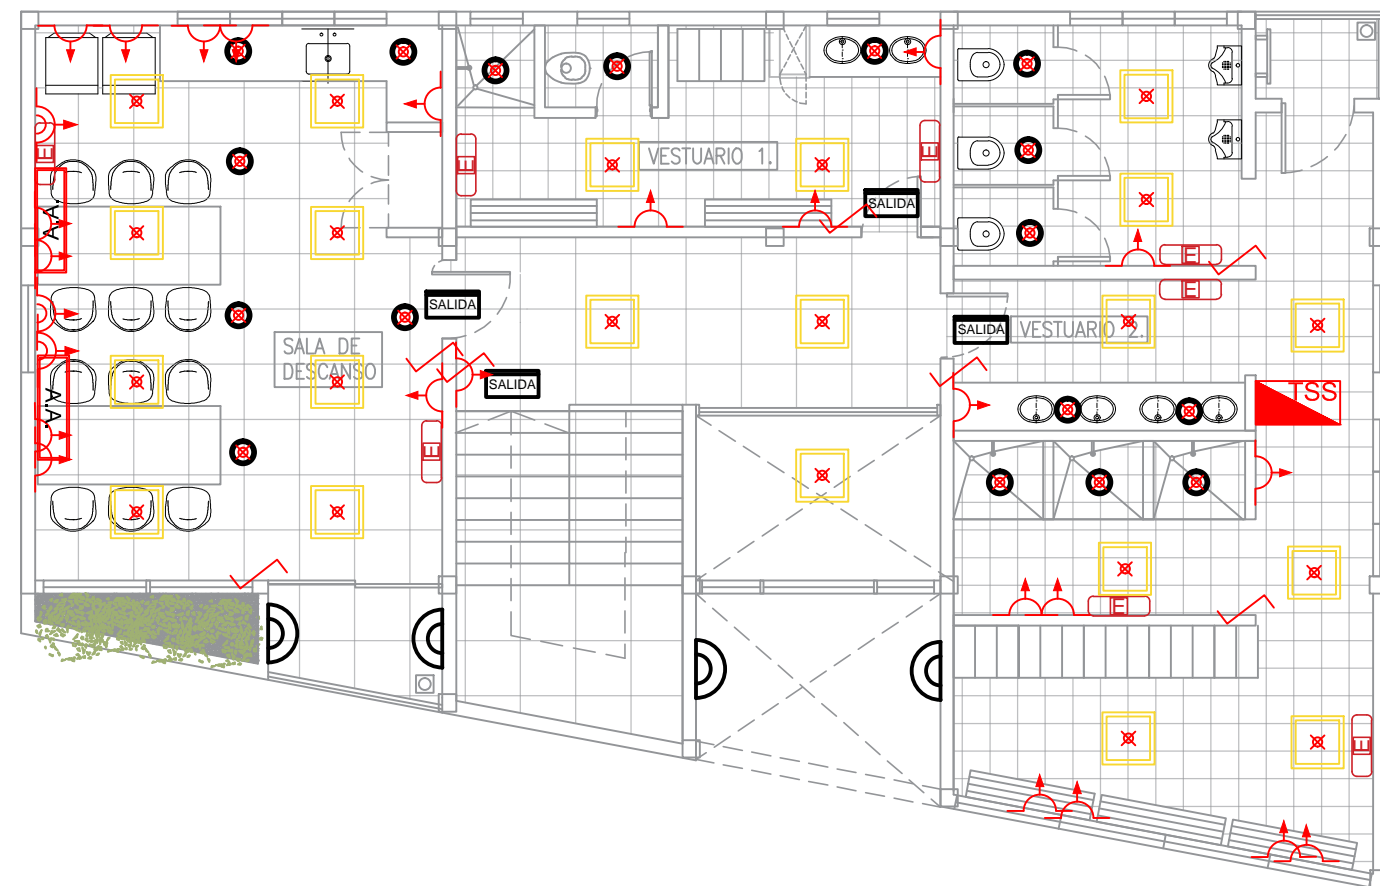 E
E
E
VESTUARIO 1.
A.A.
SALIDA
E
E
SALIDA
SALIDA
VESTUARIO 2.
SALA DE
DESCANSO
SALIDA
TSS
A.A.
E
E
E